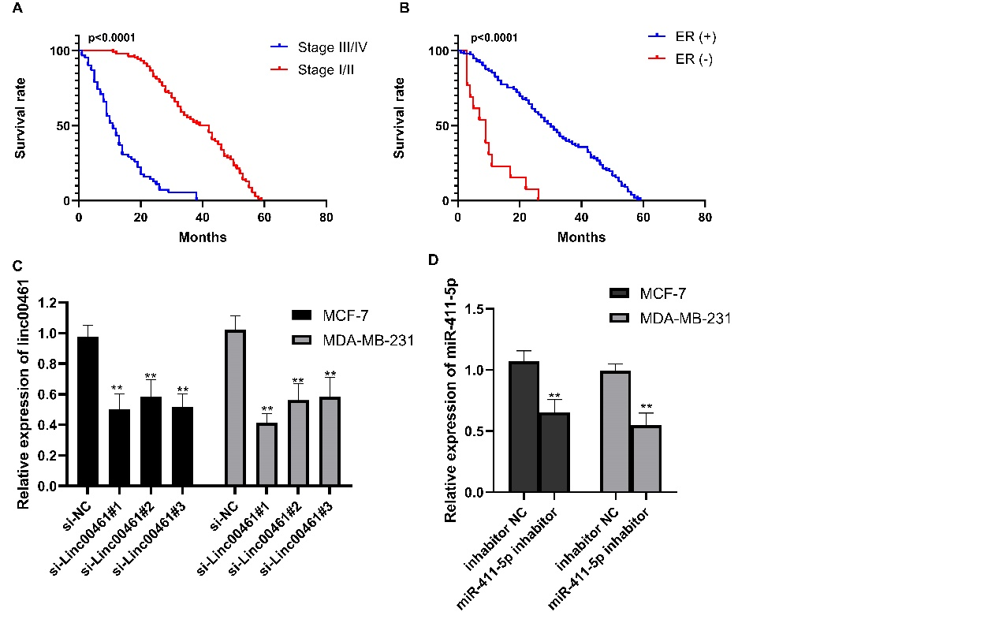 A
p<0.0001
Stage III/IV
Stage I/II
Survival rate
100
50
0
0 20 40 60 80
Months
B
p<0.0001
ER (+)
ER (-)
Survival rate
100
50
0
0 20 40 60 80
Months
C
MCF-7
MDA-MB-231
Relative expression of linc00461
1.2
1.0
0.8
0.6
0.4
0.2
0.0
** ** ** ** ** **
si-NC
si-Linc00461#1
si-Linc00461#2
si-Linc00461#3
si-NC
si-Linc00461#1
si-Linc00461#2
si-Linc00461#3
D
MCF-7
MDA-MB-231
Relative expression of miR-411-5p
1.5
1.0
0.5
0.0
** **
inhabitor NC
miR-411-5p inhabitor
inhabitor NC
miR-411-5p inhabitor